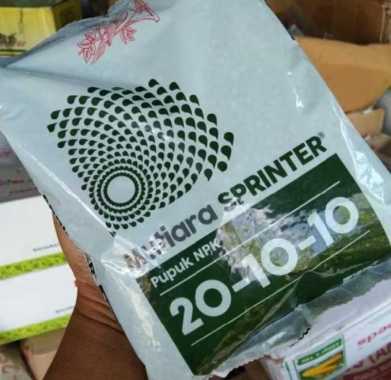 Mutiara SPRINTER®
Pupuk NPK
20-10-10